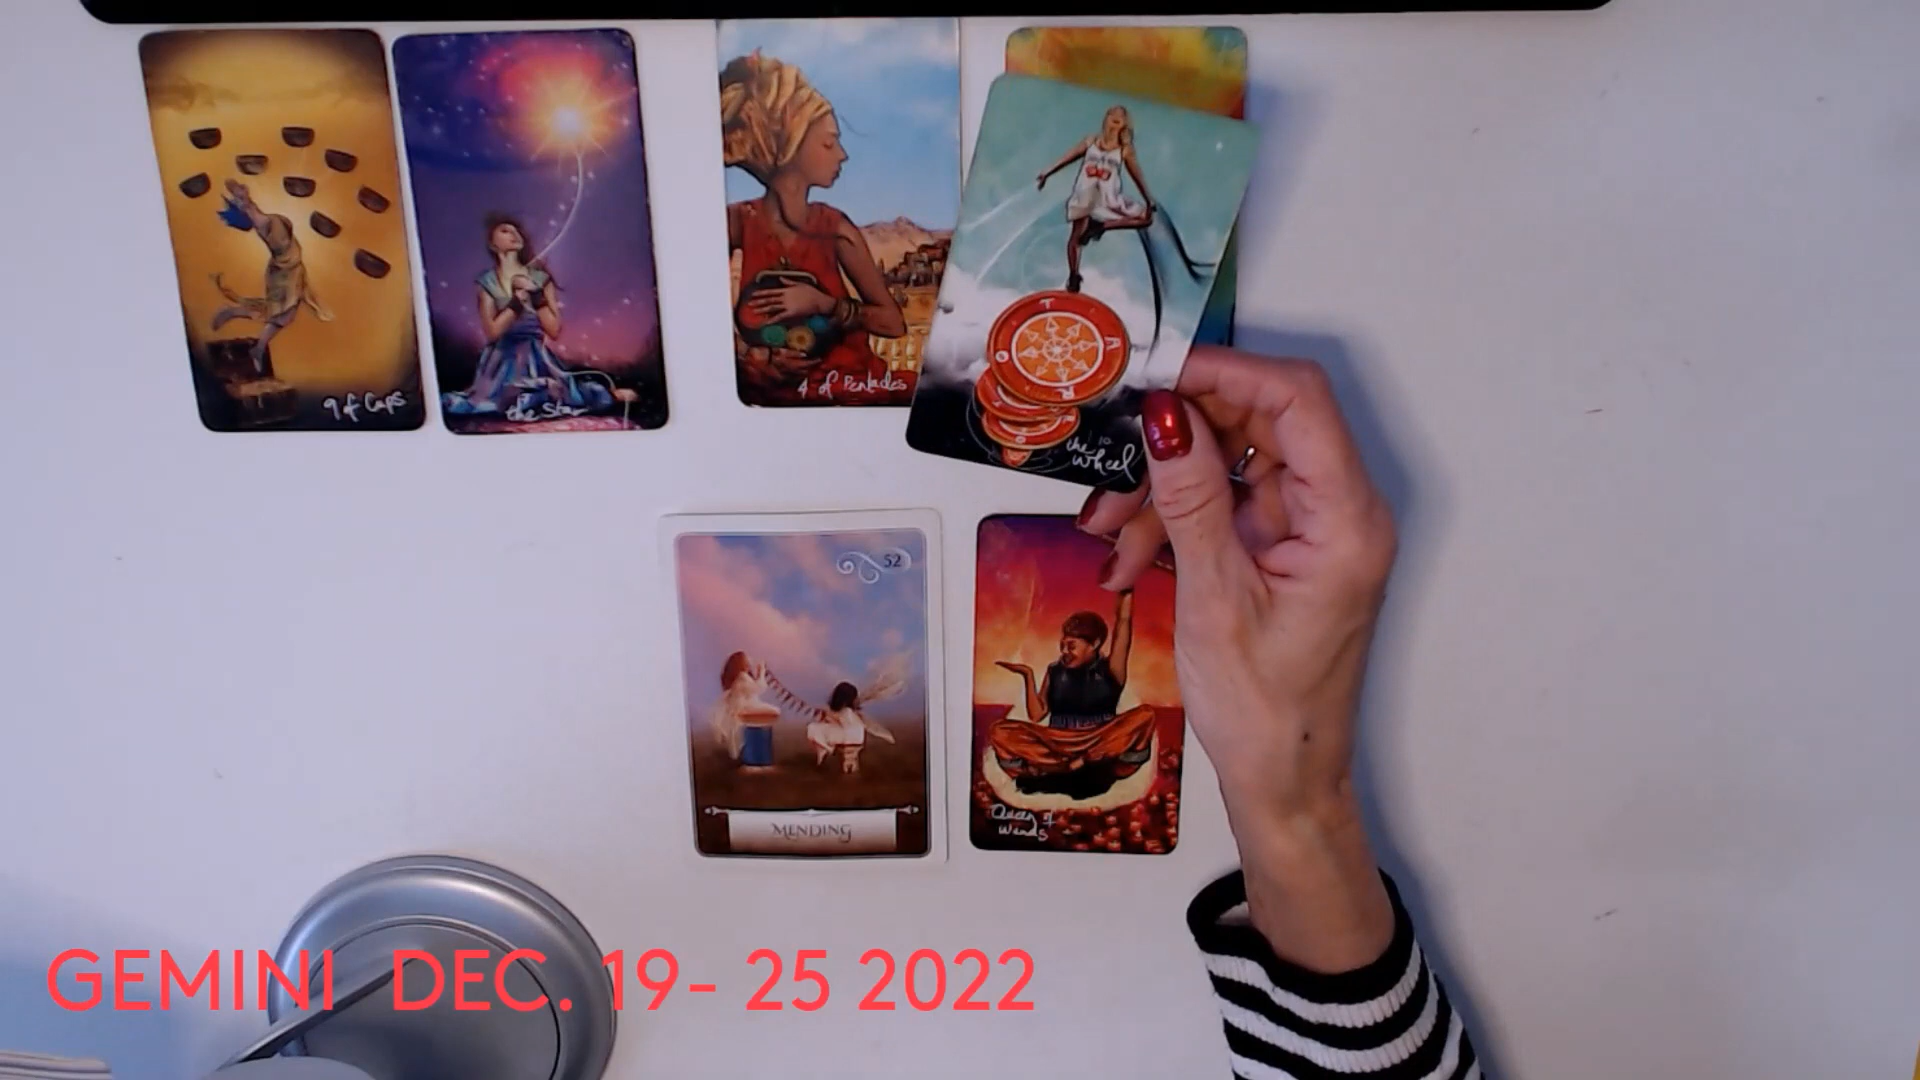 9 of Cups
the Star
4 of Pentacles
T
A
R
O
10.
the
Wheel
52
MENDING
Queen of
Wands
GEMINI DEC. 19- 25 2022